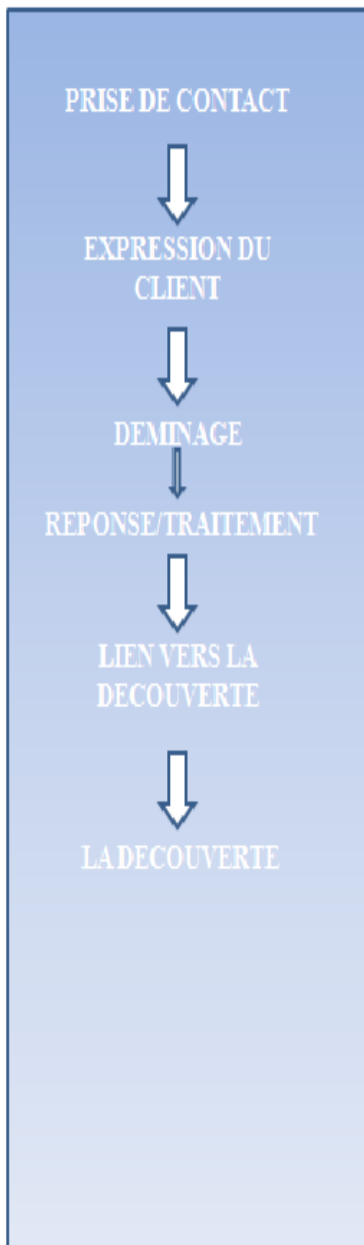 PRISE DE CONTACT
EXPRESSION DU
CLIENT
DEMINAGE
REPONSE/TRAITEMENT
LIEN VERS LA
DECOUVERTE
LA DECOUVERTE